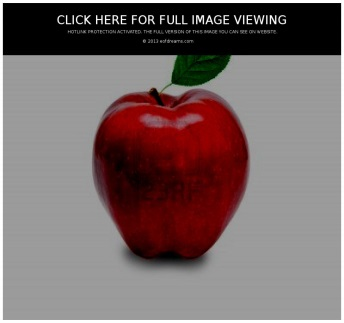 CLICK HERE FOR FULL IMAGE VIEWING
HOTLINK PROTECTION ACTIVATED. THE FULL VERSION OF THIS IMAGE YOU CAN SEE ON WEBSITE.
© 2013 eofdreams.com